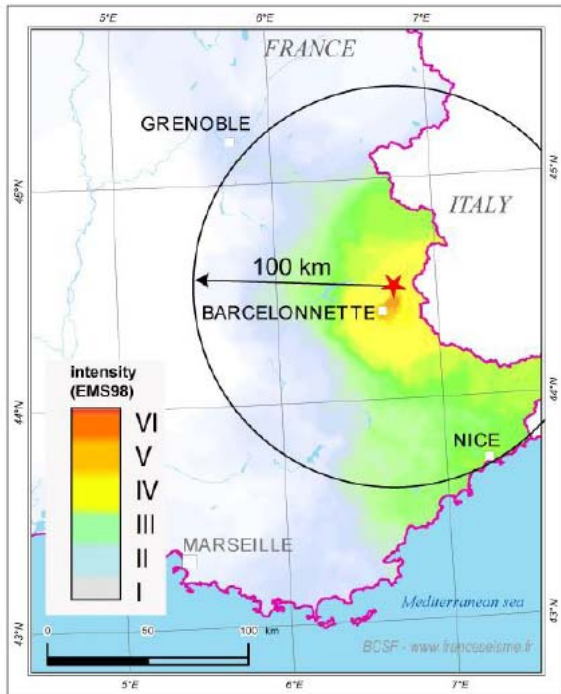 5°E
6°E
7°E
FRANCE
GRENOBLE
45°N
45°N
ITALY
100 km
BARCELONNETTE
intensity
(EMS98)
VI
V
IV
III
II
I
44°N
44°N
NICE
MARSEILLE
Mediterranean sea
0
50
100
km
43°N
43°N
BCSF - www.franceseisme.fr
5°E
6°E
7°E